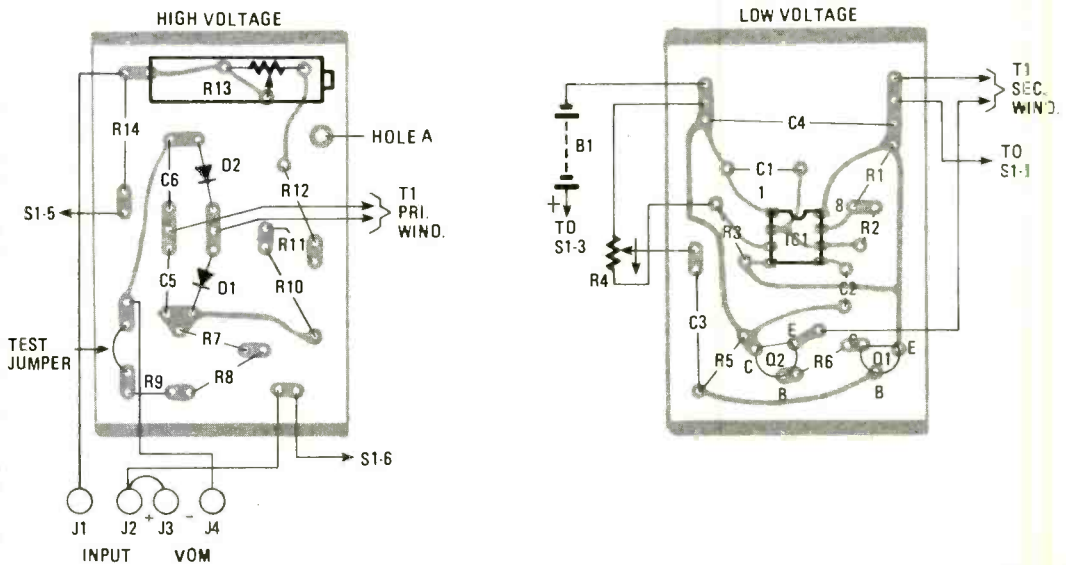 HIGH VOLTAGE
R13
R14
HOLE A
D2
C6
R12
S1-5
T1
PRI.
WIND.
R11
C5
D1
R10
R7
TEST
JUMPER
R8
R9
S1-6
+
-
J1
J2
J3
J4
INPUT
VOM
LOW VOLTAGE
T1
SEC.
WIND.
C4
B1
C1
R1
TO
S1-1
1
8
+
TO
S1-3
R3
IC1
R2
R4
C2
C3
E
R5
C
Q2
R6
C
Q1
E
B
B